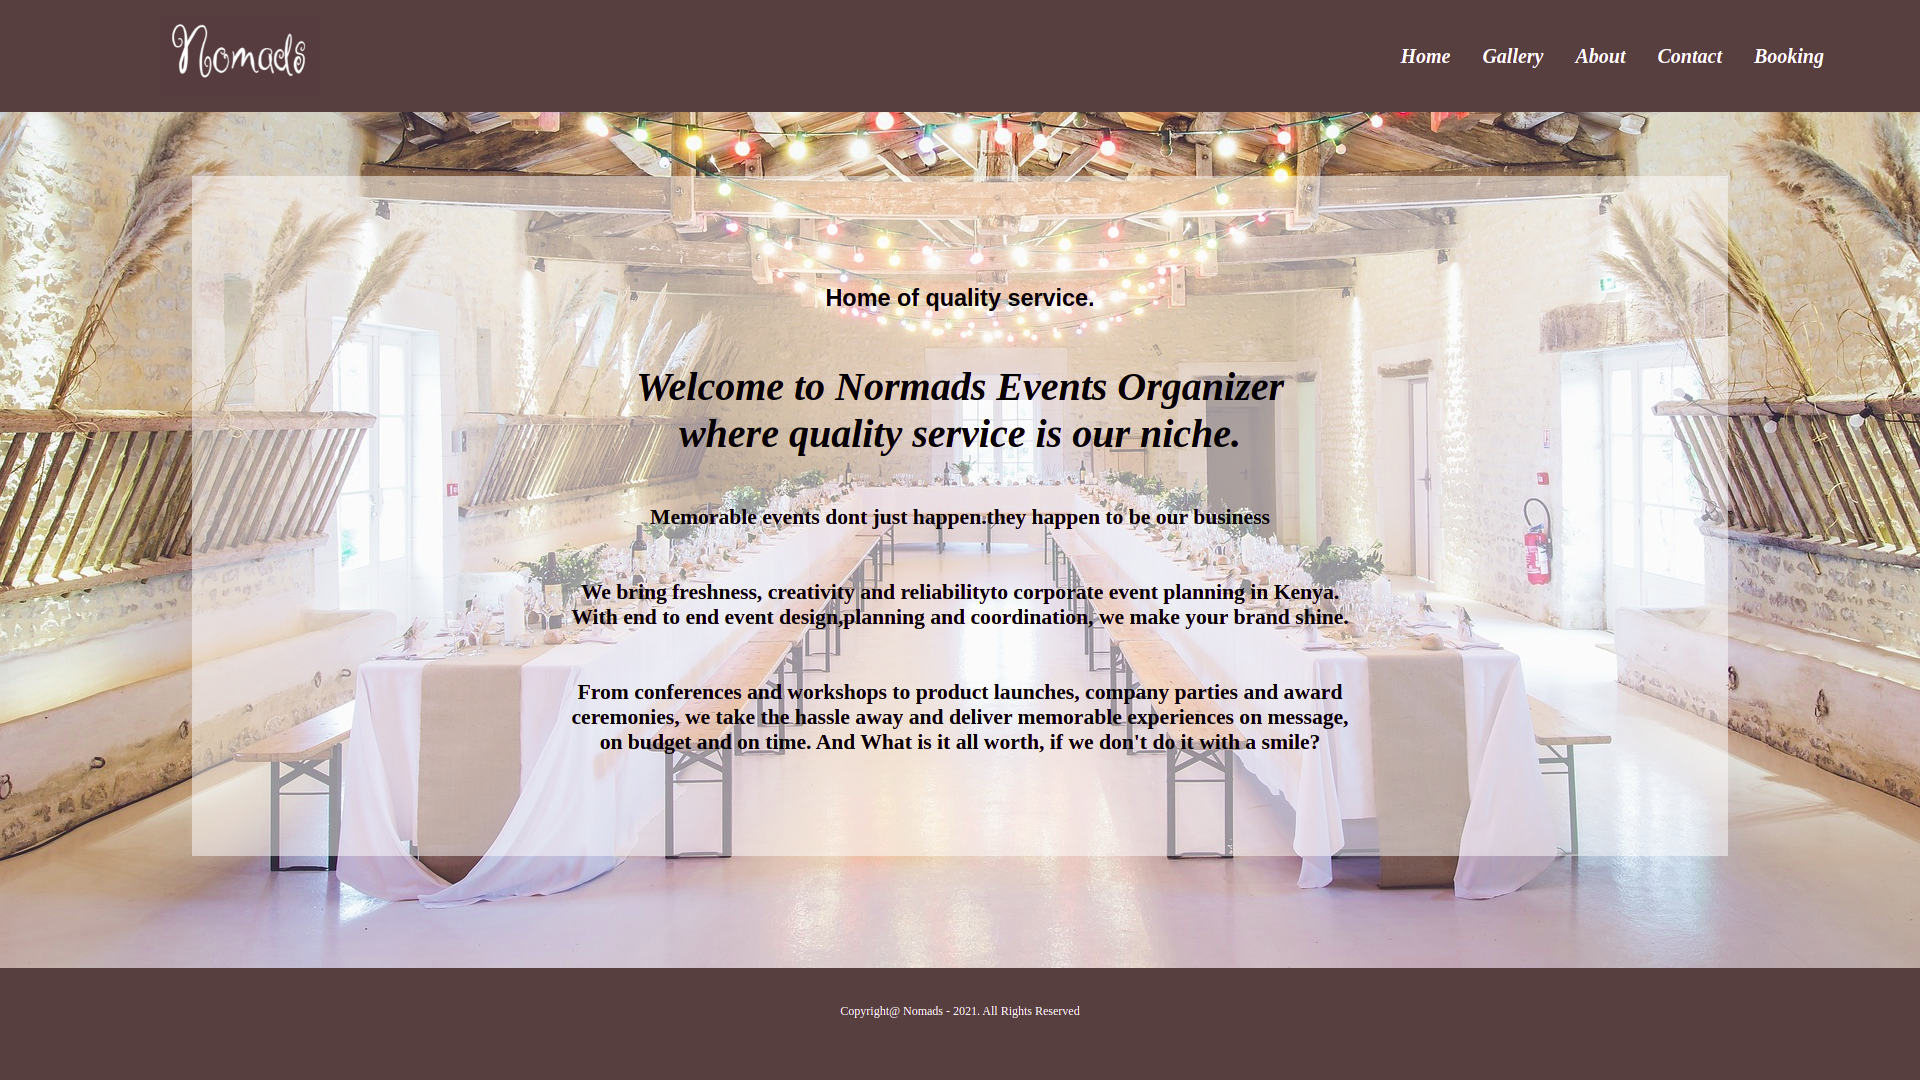 Nomads
Home Gallery About Contact Booking
Home of quality service.
Welcome to Normads Events Organizer
where quality service is our niche.
Memorable events dont just happen.they happen to be our business
We bring freshness, creativity and reliabilityto corporate event planning in Kenya.
With end to end event design,planning and coordination, we make your brand shine.
From conferences and workshops to product launches, company parties and award
ceremonies, we take the hassle away and deliver memorable experiences on message,
on budget and on time. And What is it all worth, if we don't do it with a smile?
Copyright@ Nomads - 2021. All Rights Reserved